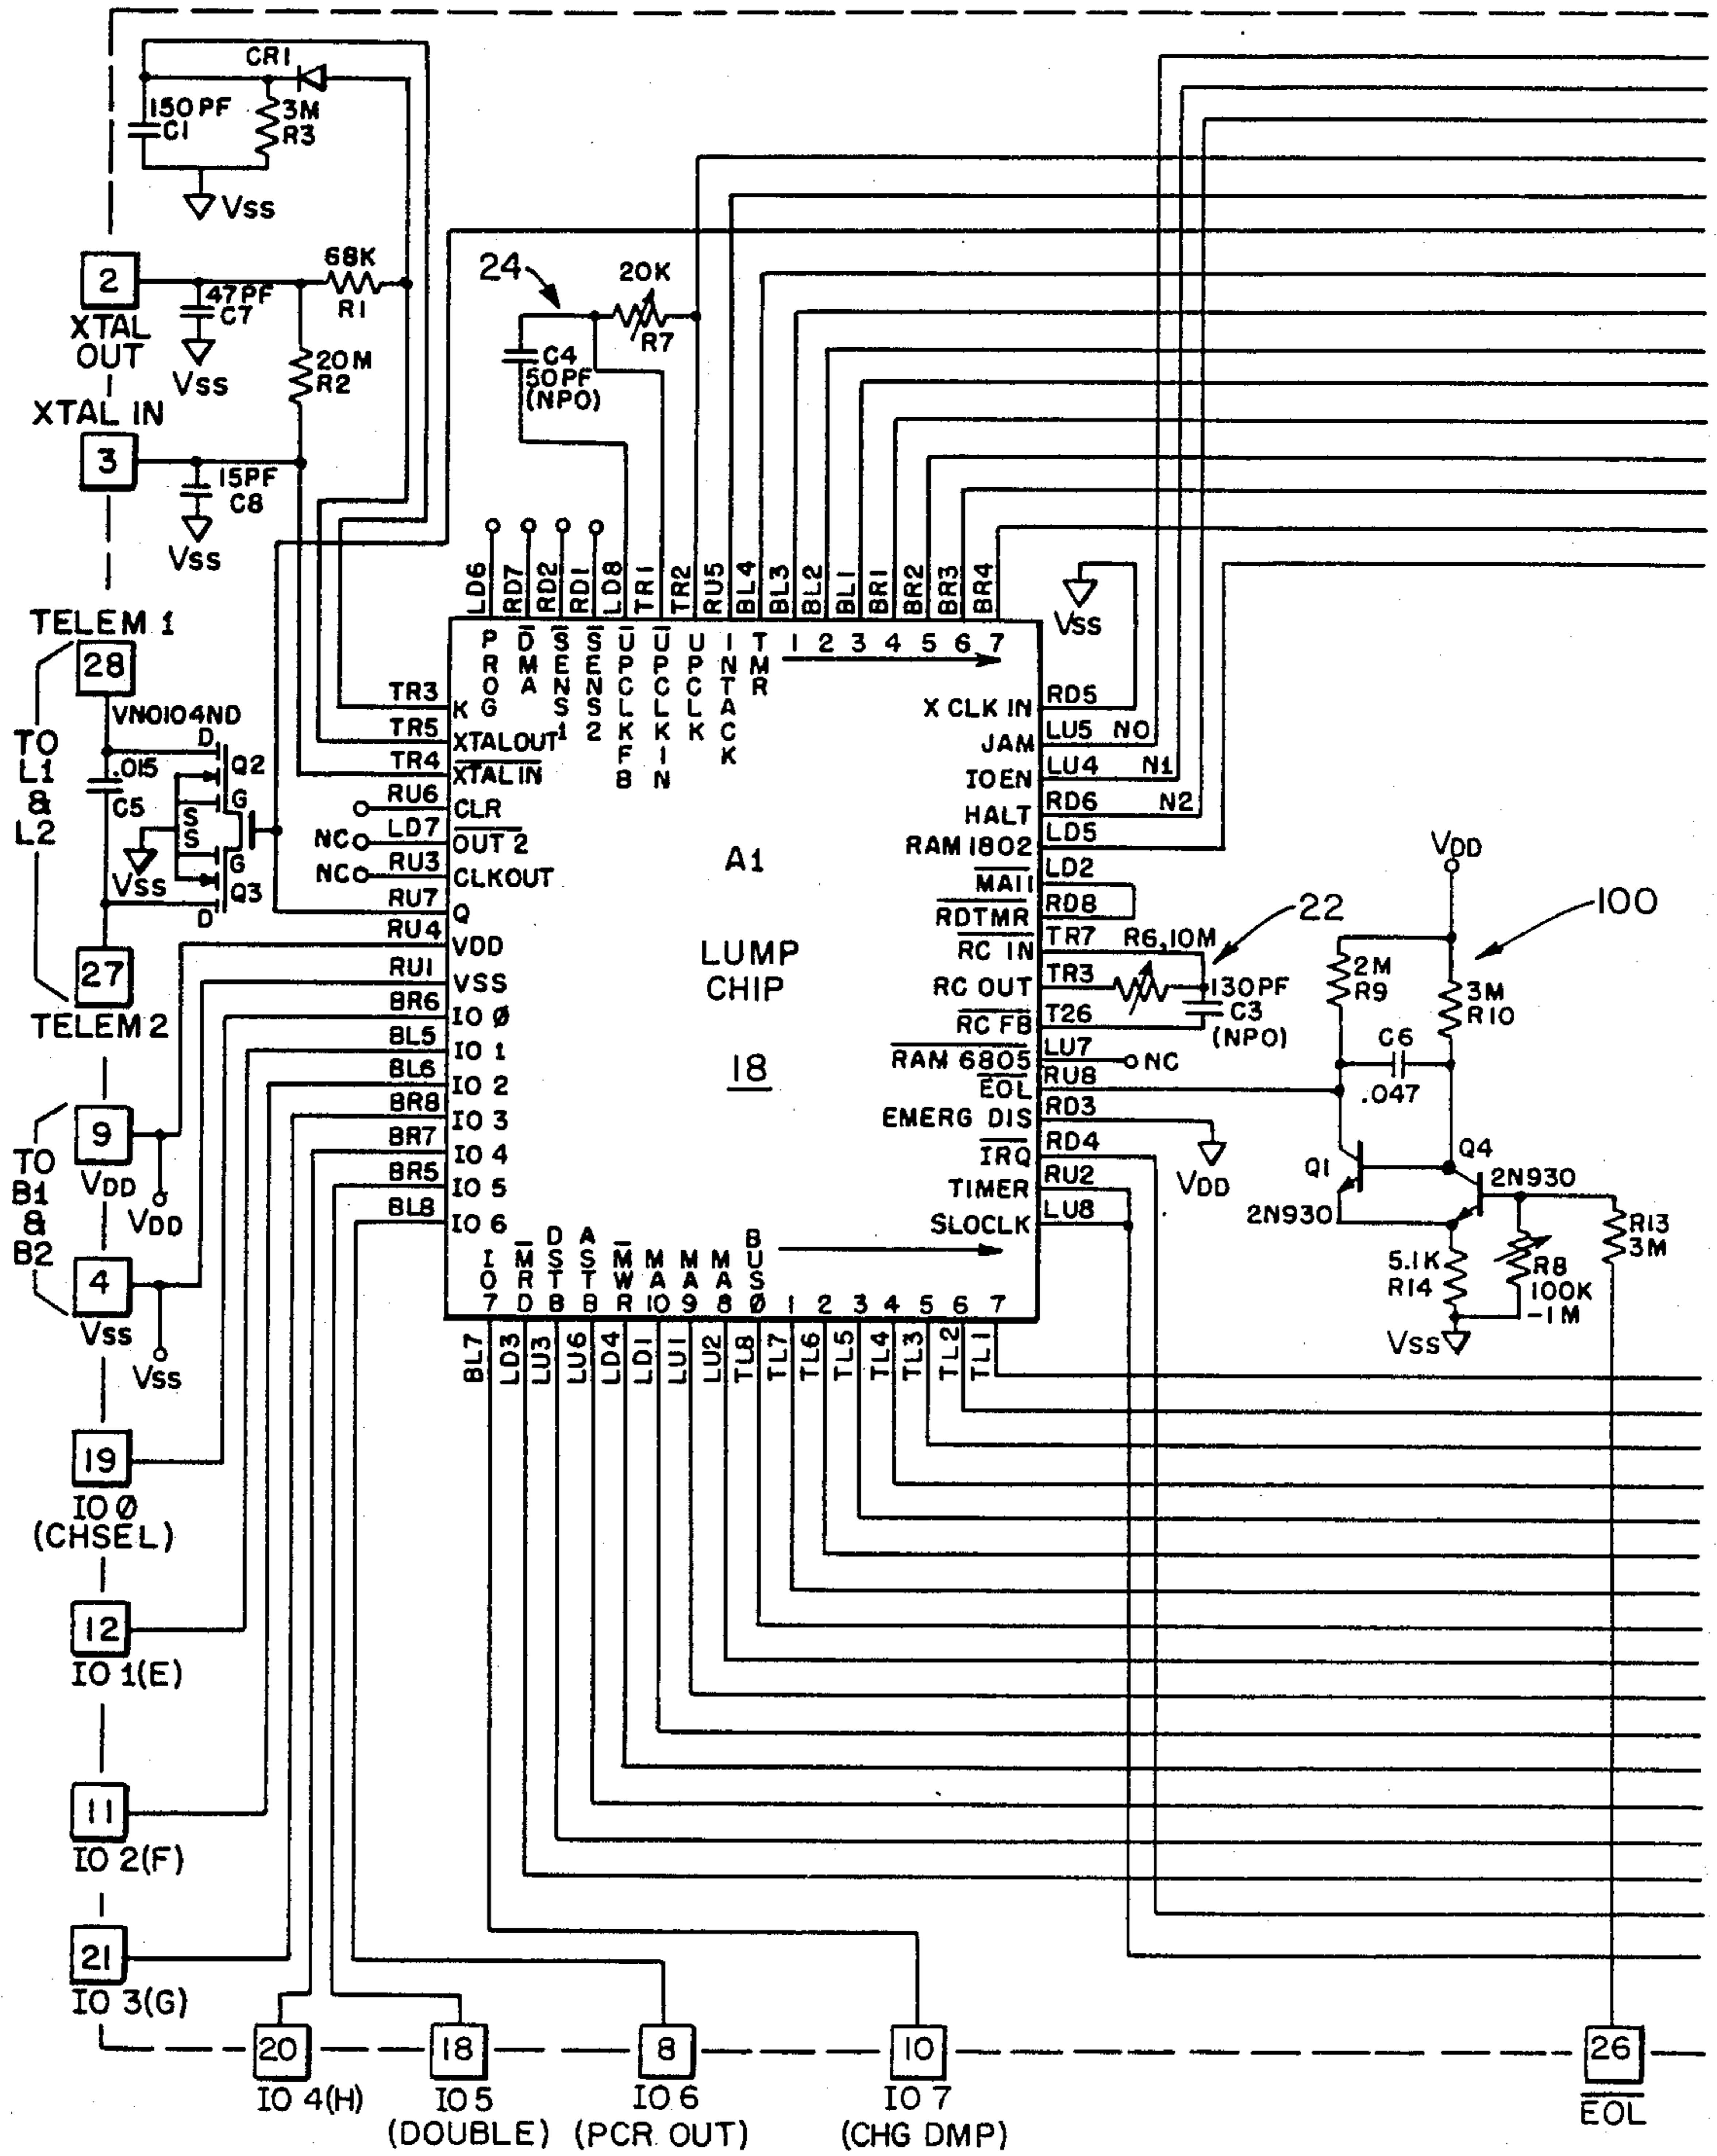 CR1
150PF
C1
3M
R3
Vss
2
XTAL
OUT
47PF
C7
Vss
68K
R1
20M
R2
XTAL IN
3
15PF
C8
Vss
24
20K
R7
C4
50PF
(NPO)
LD6
RD7
RD2
RD1
LD8
TR1
TR2
RU5
BL4
BL3
BL2
BL1
BR1
BR2
BR3
BR4
PROG
DMA
SENS1
SENS2
UPCLKFB
UPCLKIN
UPCLK
INTACK
TMR
1 2 3 4 5 6 7
Vss
TELEM 1
28
VN0104ND
D
.015
C5
Q2
G
S
S
G
Q3
D
Vss
TO
L1
&
L2
27
TELEM 2
TR3 K
TR5 XTALOUT
TR4 XTALIN
RU6 CLR
NC LD7 OUT 2
NC RU3 CLKOUT
RU7 Q
RU4 VDD
RU1 VSS
BR6 IO Ø
BL5 IO 1
BL6 IO 2
BR8 IO 3
BR7 IO 4
BR5 IO 5
BL8 IO 6
A1
LUMP
CHIP
18
X CLK IN RD5
JAM LU5 NO
IOEN LU4 N1
HALT RD6 N2
RAM 1802 LD5
MA11 LD2
RDTMR RD8
RC IN TR7
RC OUT TR3
RC FB T26
RAM 6805 LU7 NC
EOL RU8
EMERG DIS RD3
IRQ RD4
TIMER RU2
SLOCLK LU8
R6,10M
22
130PF
C3
(NPO)
VDD
VDD
100
2M
R9
3M
R10
C6
.047
Q1
2N930
Q4
2N930
5.1K
R14
R8
100K
-1M
R13
3M
Vss
IO7
MRD
DSTB
ASTB
MWR
MA10
MA9
MA8
BUSØ
1 2 3 4 5 6 7
BL7
LD3
LU3
LU6
LD4
LD1
LU1
LU2
TL8
TL7
TL6
TL5
TL4
TL3
TL2
TL1
TO
B1
&
B2
9
VDD
VDD
4
Vss
Vss
19
IO Ø
(CHSEL)
12
IO 1(E)
11
IO 2(F)
21
IO 3(G)
20
IO 4(H)
18
IO 5
(DOUBLE)
8
IO 6
(PCR OUT)
10
IO 7
(CHG DMP)
26
EOL